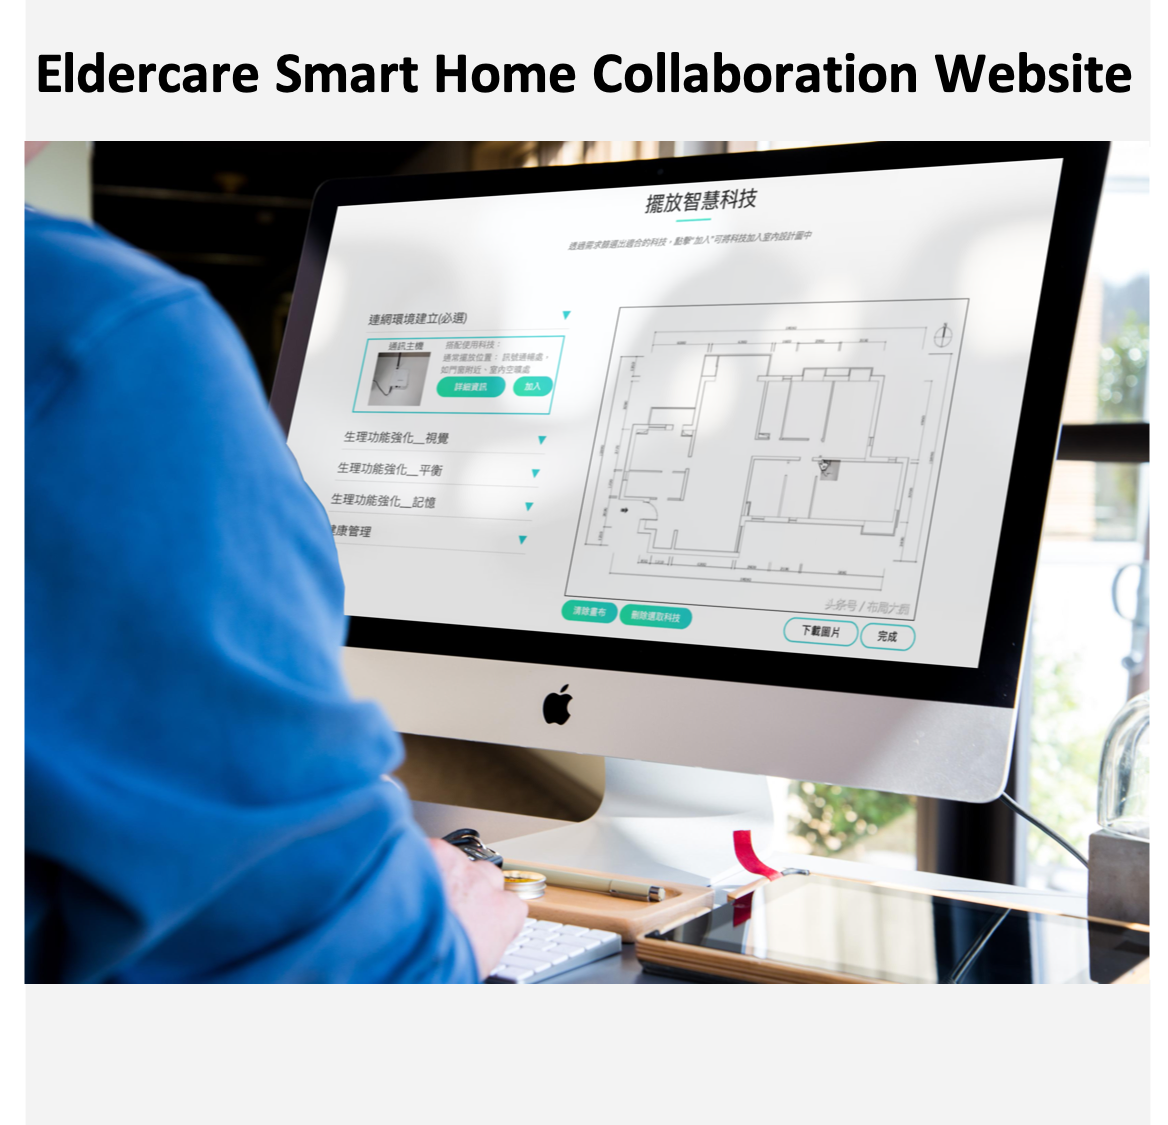 Eldercare Smart Home Collaboration Website
擺放智慧科技
透過需求篩選出適合的科技，點擊"加入"可將科技加入室內設計圖中
連網環境建立(必選)
通訊主機
搭配使用科技：
通常擺放位置： 訊號通暢處、
如門窗附近、室內空曠處
詳細資訊
加入
生理功能強化__視覺
生理功能強化__平衡
生理功能強化__記憶
健康管理
头条号 / 布局大师
清除畫布
刪除選取科技
下載圖片
完成